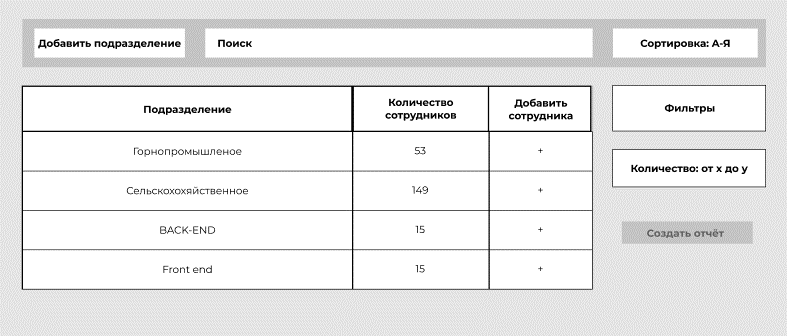 Добавить подразделение
Поиск
Сортировка: А-Я
Подразделение
Количество
сотрудников
Добавить
сотрудника
Фильтры
Горнопромышленое
53
+
Количество: от x до y
Сельскохохяйственное
149
+
BACK-END
15
+
Создать отчёт
Front end
15
+